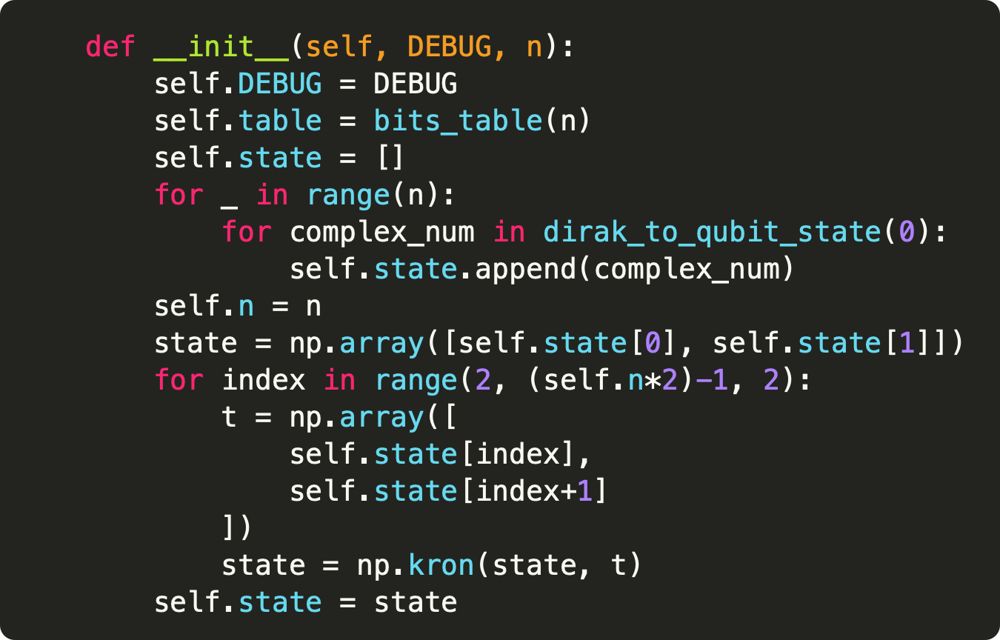 def __init__(self, DEBUG, n):
    self.DEBUG = DEBUG
    self.table = bits_table(n)
    self.state = []
    for _ in range(n):
        for complex_num in dirak_to_qubit_state(0):
            self.state.append(complex_num)
    self.n = n
    state = np.array([self.state[0], self.state[1]])
    for index in range(2, (self.n*2)-1, 2):
        t = np.array([
            self.state[index],
            self.state[index+1]
        ])
        state = np.kron(state, t)
    self.state = state